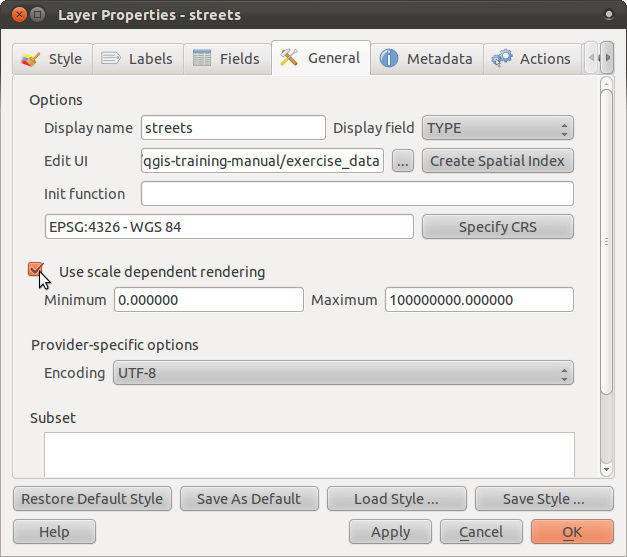 Layer Properties - streets
Style Labels Fields General Metadata Actions
Options
Display name streets Display field TYPE
Edit UI 'qgis-training-manual/exercise_data ... Create Spatial Index
Init function
EPSG:4326 - WGS 84 Specify CRS
Use scale dependent rendering
Minimum 0.000000 Maximum 100000000.000000
Provider-specific options
Encoding UTF-8
Subset
Restore Default Style Save As Default Load Style ... Save Style ...
Help Apply Cancel OK